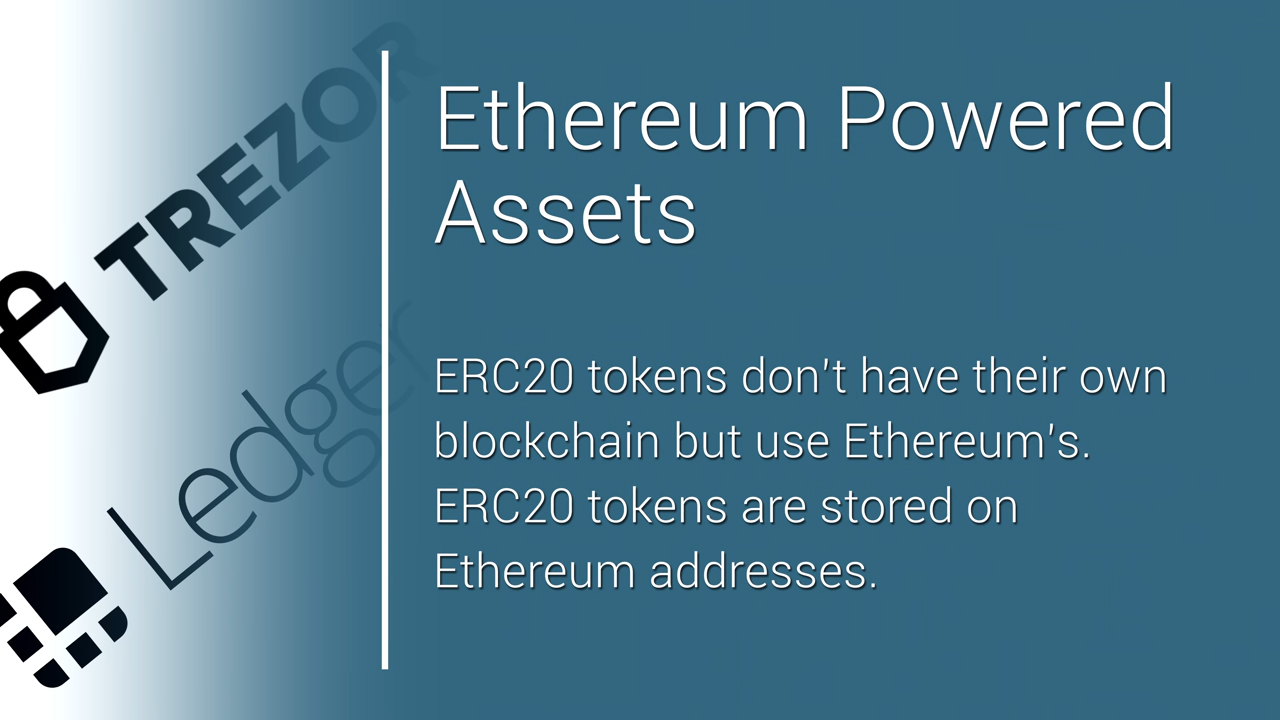 TREZOR
Ledger
Ethereum Powered
Assets
ERC20 tokens don't have their own
blockchain but use Ethereum's.
ERC20 tokens are stored on
Ethereum addresses.